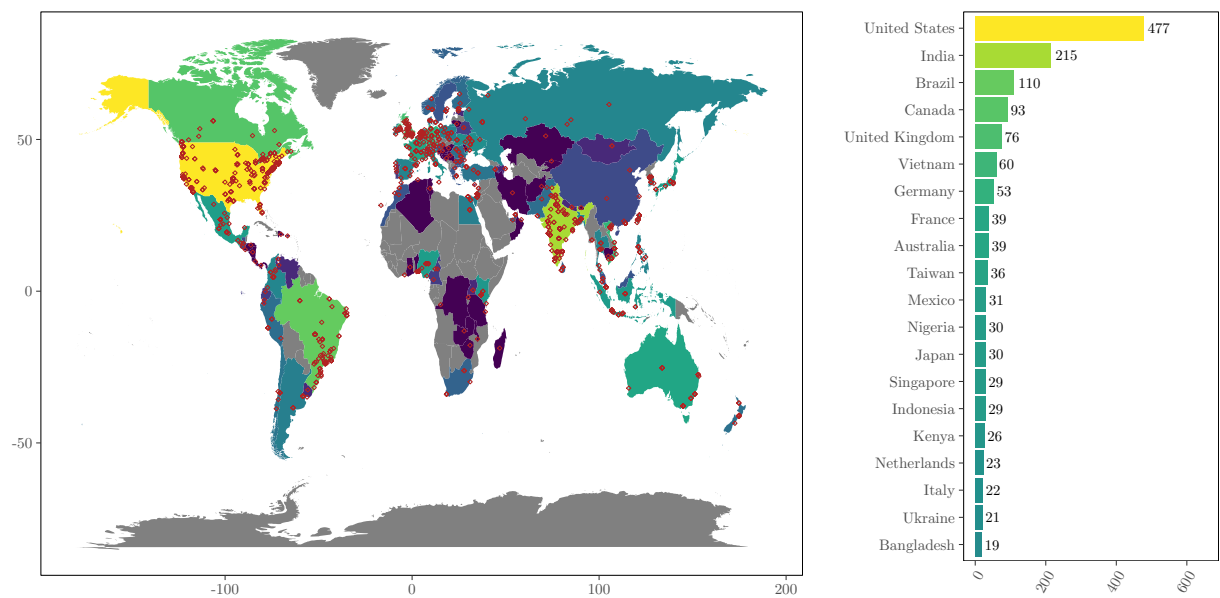 50
0
-50
-100
0
100
200
United States 477
India 215
Brazil 110
Canada 93
United Kingdom 76
Vietnam 60
Germany 53
France 39
Australia 39
Taiwan 36
Mexico 31
Nigeria 30
Japan 30
Singapore 29
Indonesia 29
Kenya 26
Netherlands 23
Italy 22
Ukraine 21
Bangladesh 19
0
200
400
600